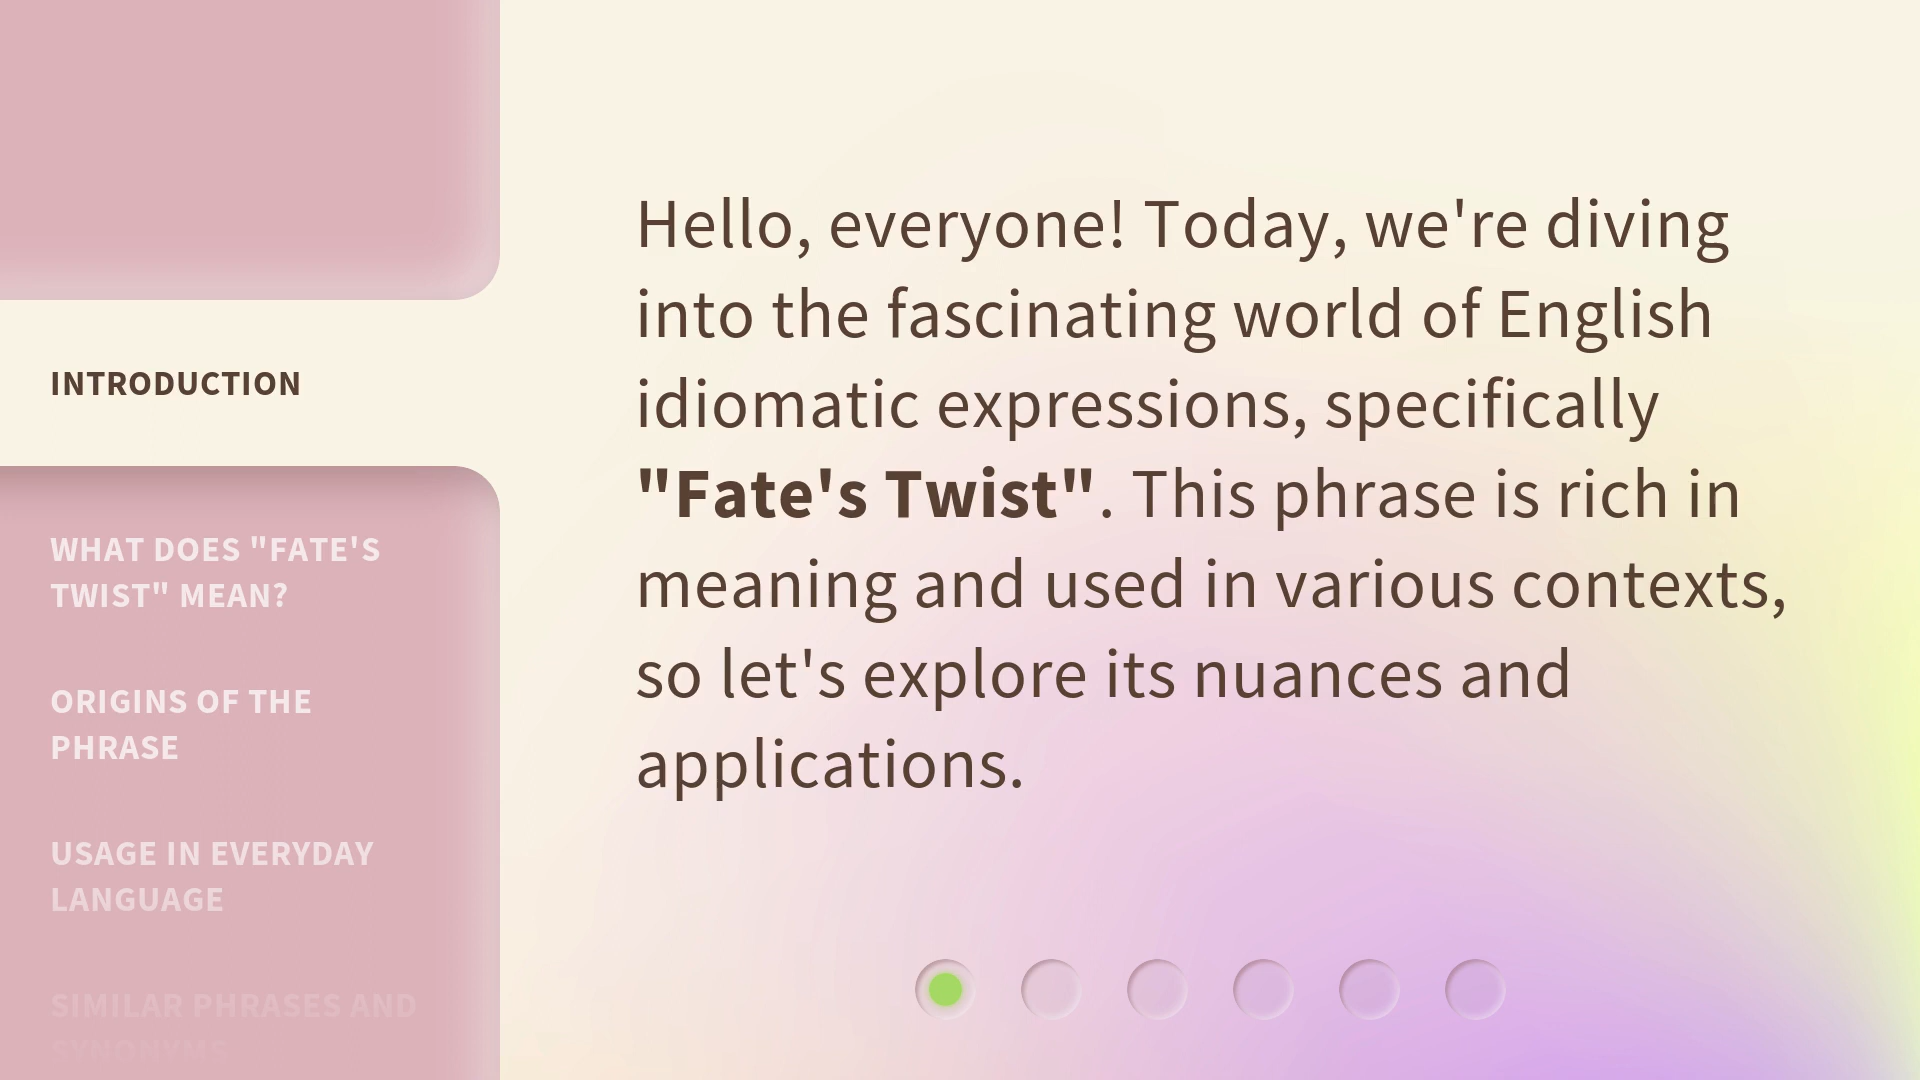 INTRODUCTION
WHAT DOES "FATE'S
TWIST" MEAN?
ORIGINS OF THE
PHRASE
USAGE IN EVERYDAY
LANGUAGE
SIMILAR PHRASES AND
SYNONYMS
Hello, everyone! Today, we're diving
into the fascinating world of English
idiomatic expressions, specifically
"Fate's Twist". This phrase is rich in
meaning and used in various contexts,
so let's explore its nuances and
applications.